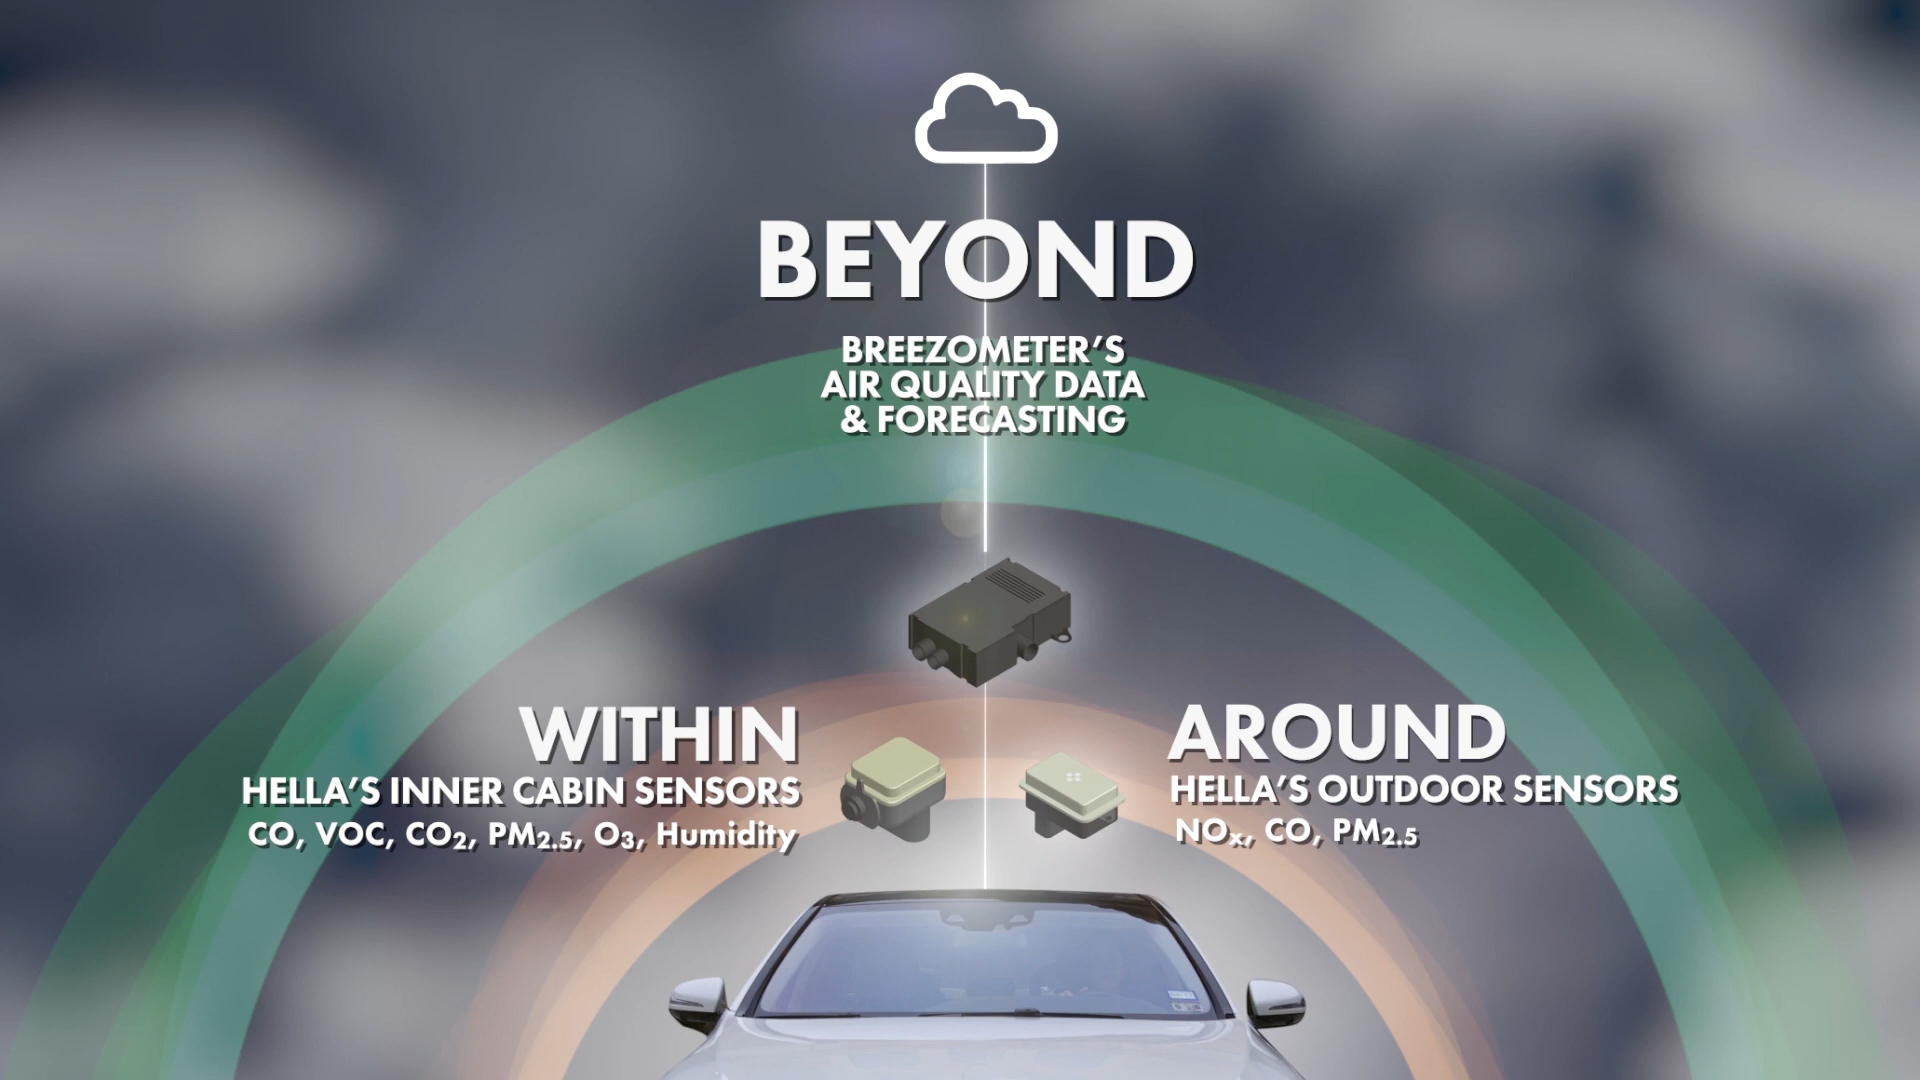 BEYOND
BREEZOMETER'S
AIR QUALITY DATA
& FORECASTING
WITHIN
HELLA'S INNER CABIN SENSORS
CO, VOC, CO₂, PM₂.₅, O₃, Humidity
AROUND
HELLA'S OUTDOOR SENSORS
NOₓ, CO, PM₂.₅